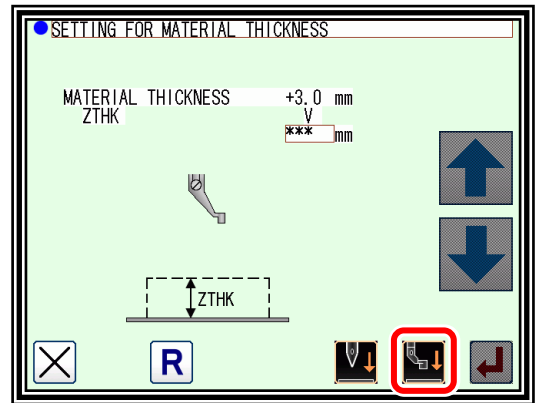 SETTING FOR MATERIAL THICKNESS
MATERIAL THICKNESS +3.0 mm
ZTHK V
*** mm
ZTHK
R